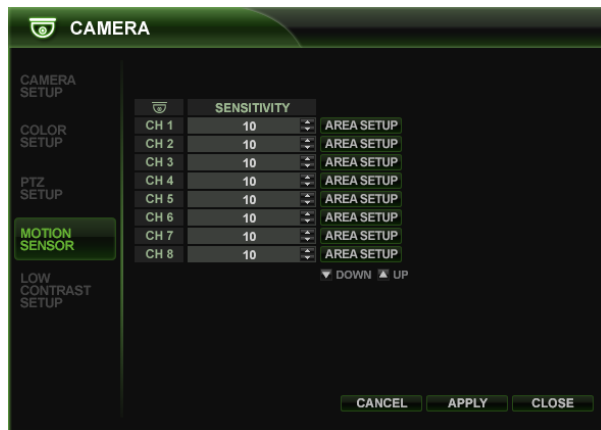 CAMERA
CAMERA
SETUP
COLOR
SETUP
PTZ
SETUP
MOTION
SENSOR
LOW
CONTRAST
SETUP
SENSITIVITY
CH 1 10 AREA SETUP
CH 2 10 AREA SETUP
CH 3 10 AREA SETUP
CH 4 10 AREA SETUP
CH 5 10 AREA SETUP
CH 6 10 AREA SETUP
CH 7 10 AREA SETUP
CH 8 10 AREA SETUP
DOWN UP
CANCEL APPLY CLOSE